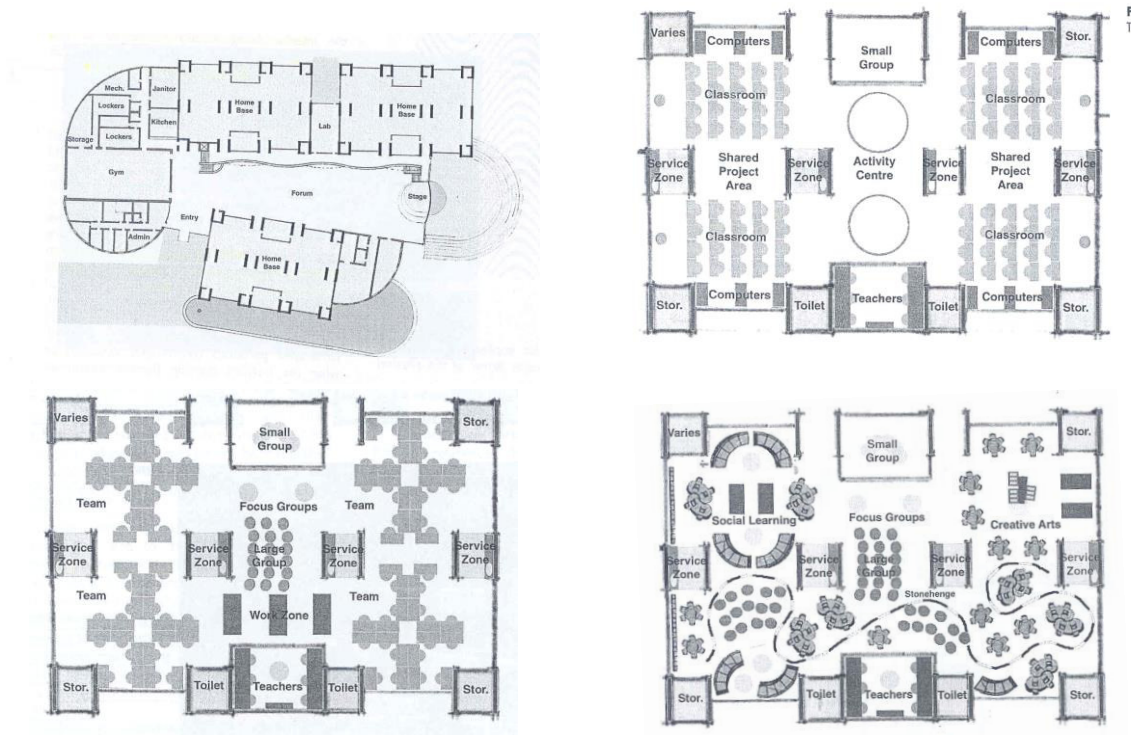 Mech.
Janitor
Lockers
Home
Base
Home
Base
Kitchen
Lab
Storage
Lockers
Gym
Forum
Stage
Entry
Admin
Home
Base
Varies
Computers
Small
Group
Computers
Stor.
Classroom
Classroom
Service
Zone
Shared
Project
Area
Service
Zone
Activity
Centre
Service
Zone
Shared
Project
Area
Service
Zone
Classroom
Classroom
Stor.
Computers
Toilet
Teachers
Toilet
Computers
Stor.
Varies
Small
Group
Stor.
Team
Focus Groups
Team
Service
Zone
Service
Zone
Large
Group
Service
Zone
Service
Zone
Team
Work Zone
Team
Stor.
Toilet
Teachers
Toilet
Stor.
Varies
Small
Group
Stor.
Social Learning
Focus Groups
Creative Arts
Service
Zone
Service
Zone
Large
Group
Service
Zone
Service
Zone
Stonehenge
Stor.
Toilet
Teachers
Toilet
Stor.